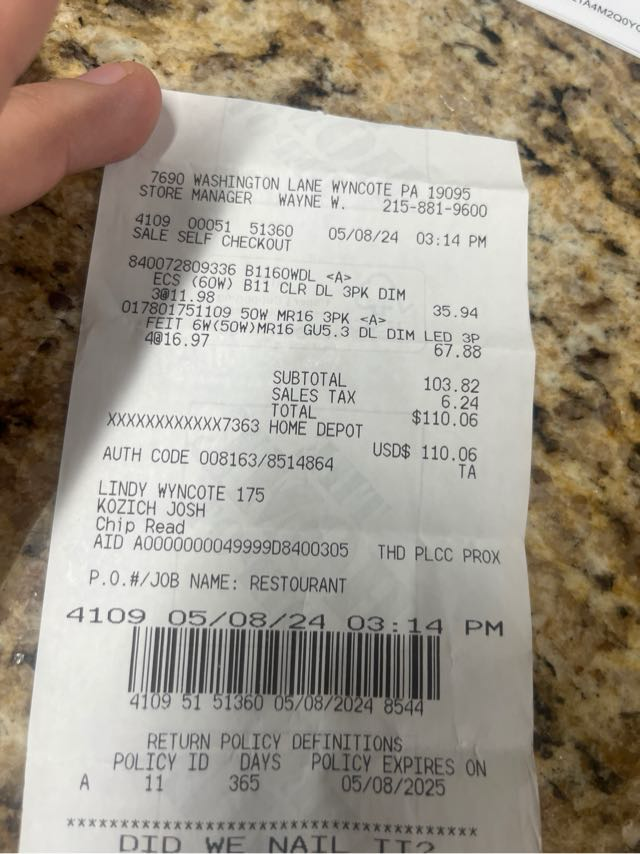 7690 WASHINGTON LANE WYNCOTE PA 19095
STORE MANAGER WAYNE W. 215-881-9600
4109 00051 51360 05/08/24 03:14 PM
SALE SELF CHECKOUT
840072809336 B1160WDL <A>
ECS (60W) B11 CLR DL 3PK DIM
3@11.98 35.94
017801751109 50W MR16 3PK <A>
FEIT 6W(50W)MR16 GU5.3 DL DIM LED 3P
4@16.97 67.88
SUBTOTAL 103.82
SALES TAX 6.24
TOTAL $110.06
XXXXXXXXXXXX7363 HOME DEPOT
USD$ 110.06
AUTH CODE 008163/8514864 TA
LINDY WYNCOTE 175
KOZICH JOSH
Chip Read
AID A0000000049999D8400305 THD PLCC PROX
P.O.#/JOB NAME: RESTOURANT
4109 05/08/24 03:14 PM
4109 51 51360 05/08/2024 8544
RETURN POLICY DEFINITIONS
POLICY ID DAYS POLICY EXPIRES ON
A 11 365 05/08/2025
DID WE NAIL IT?